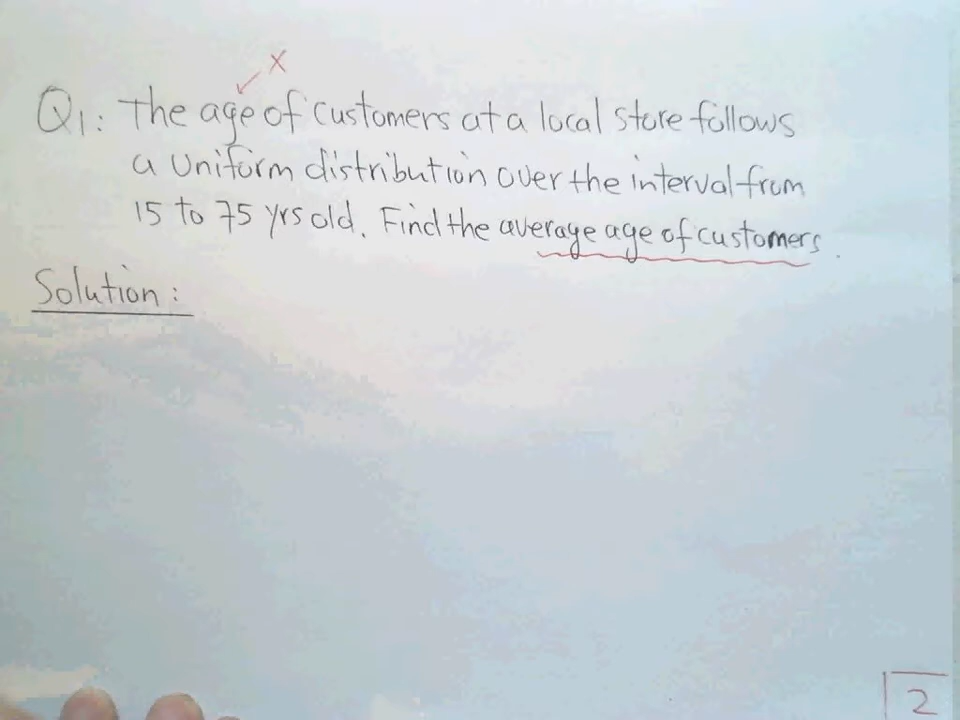 X
Q1: The age of customers at a local store follows
a uniform distribution over the interval from
15 to 75 yrs old. Find the average age of customers.
Solution:
2